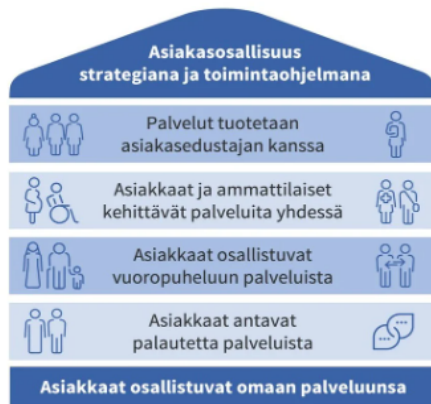 Asiakasosallisuus
strategiana ja toimintaohjelmana
Palvelut tuotetaan
asiakasedustajan kanssa
Asiakkaat ja ammattilaiset
kehittävät palveluita yhdessä
Asiakkaat osallistuvat
vuoropuheluun palveluista
Asiakkaat antavat
palautetta palveluista
Asiakkaat osallistuvat omaan palveluunsa